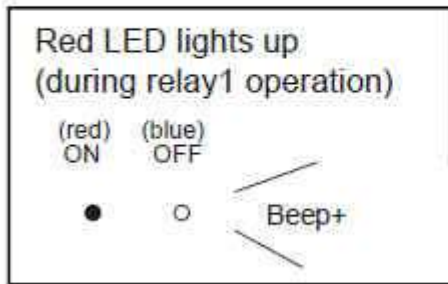 Red LED lights up
(during relay1 operation)
(red) (blue)
ON OFF
Beep+